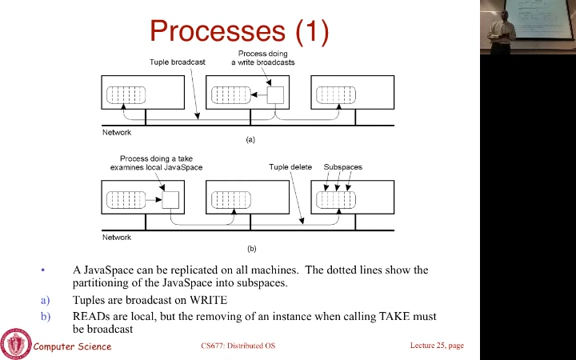 Processes (1)
Tuple broadcast
Process doing
a write broadcasts
Network
(a)
Process doing a take
examines local JavaSpace
Tuple delete
Subspaces
Network
(b)
• A JavaSpace can be replicated on all machines. The dotted lines show the
partitioning of the JavaSpace into subspaces.
a) Tuples are broadcast on WRITE
b) READs are local, but the removing of an instance when calling TAKE must
be broadcast
Computer Science
CS677: Distributed OS
Lecture 25, page